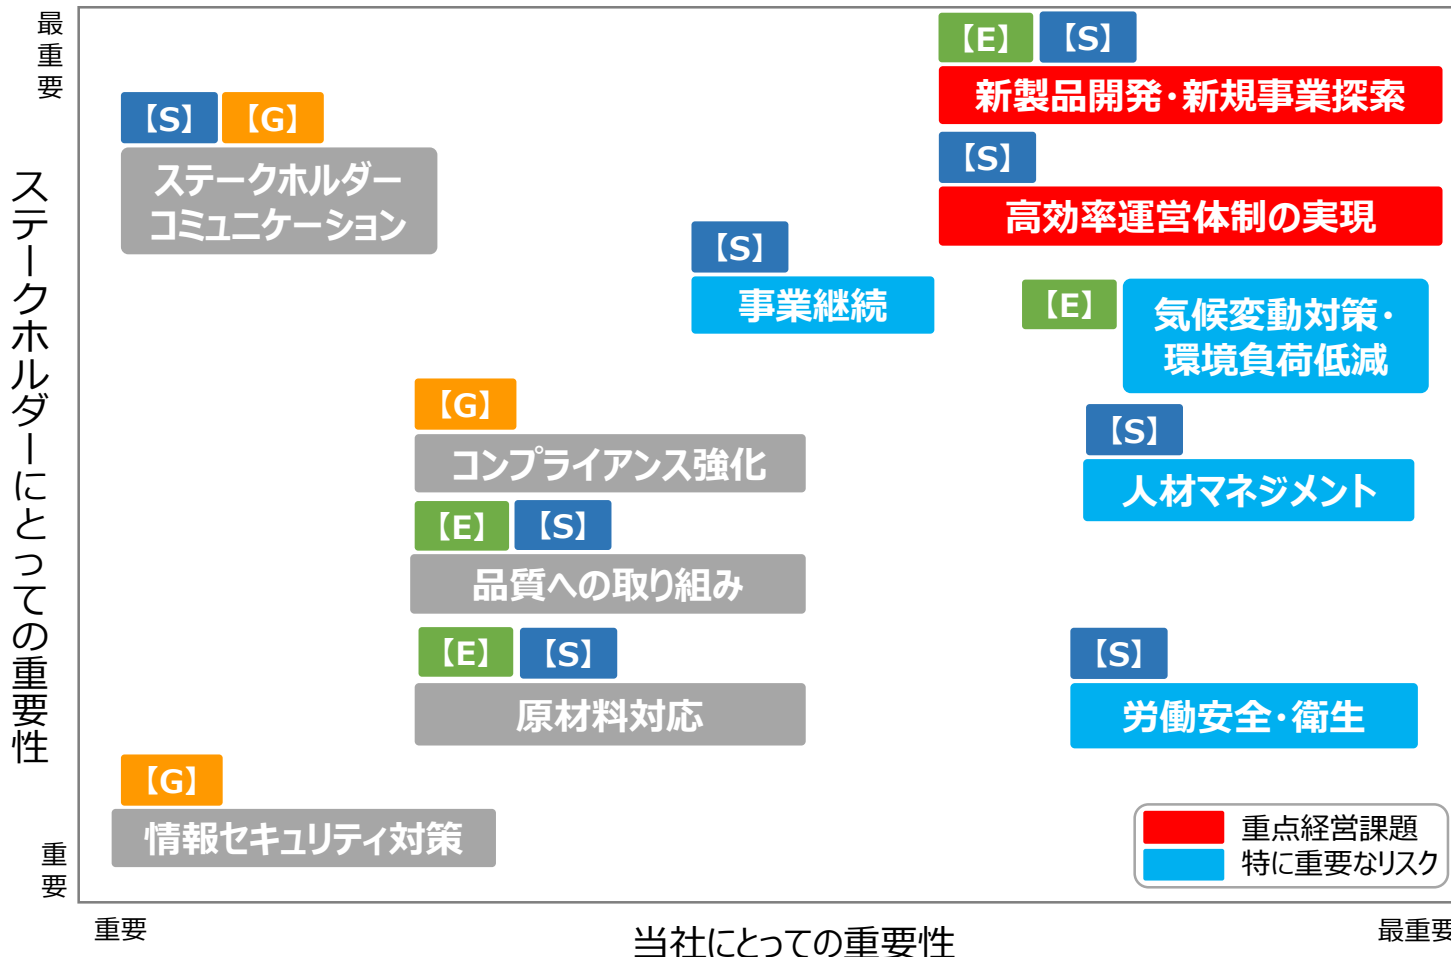 最重要
ステークホルダーにとっての重要性
重要
【E】 【S】
新製品開発・新規事業探索
【S】 【G】
ステークホルダー
コミュニケーション
【S】
高効率運営体制の実現
【S】
事業継続
【E】
気候変動対策・
環境負荷低減
【G】
コンプライアンス強化
【S】
人材マネジメント
【E】 【S】
品質への取り組み
【E】 【S】
原材料対応
【S】
労働安全・衛生
【G】
情報セキュリティ対策
重点経営課題
特に重要なリスク
重要
当社にとっての重要性
最重要